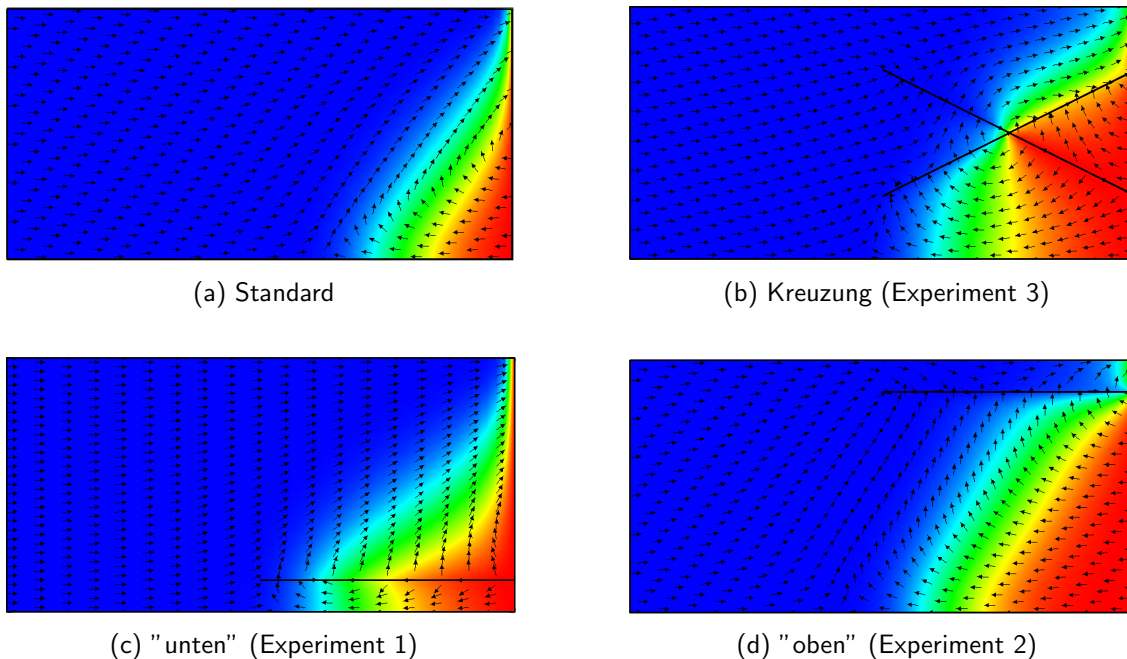 (a) Standard
(b) Kreuzung (Experiment 3)
(c) ”unten” (Experiment 1)
(d) ”oben” (Experiment 2)